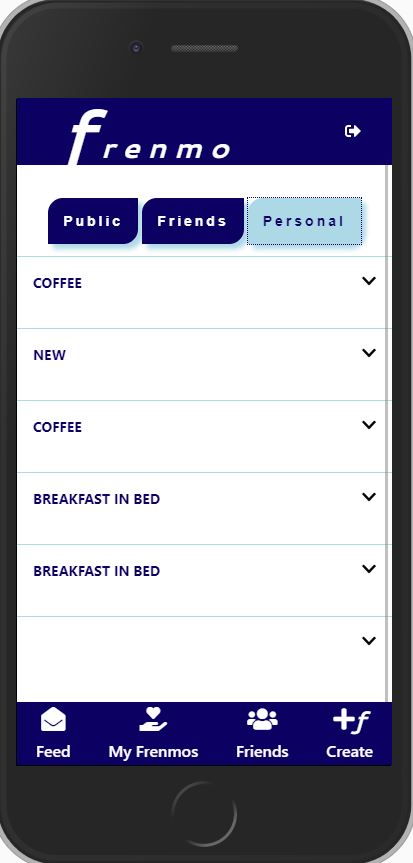 frenmo
Public Friends Personal
COFFEE
NEW
COFFEE
BREAKFAST IN BED
BREAKFAST IN BED
Feed My Frenmos Friends +f Create